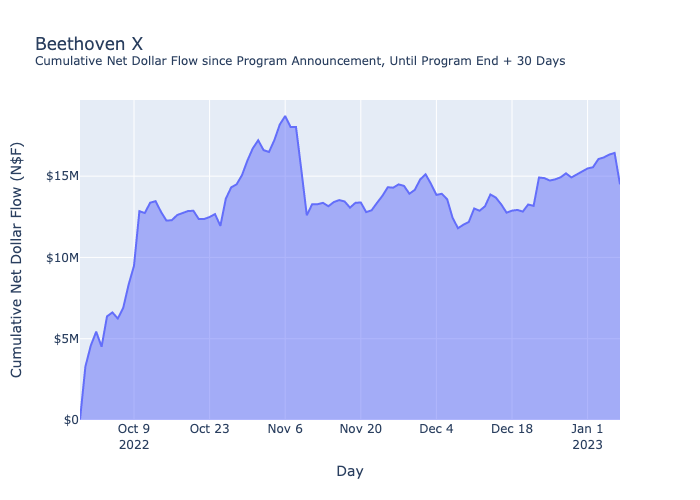 Beethoven X
Cumulative Net Dollar Flow since Program Announcement, Until Program End + 30 Days
Cumulative Net Dollar Flow (N$F)
$15M
$10M
$5M
$0
Oct 9
2022
Oct 23
Nov 6
Nov 20
Dec 4
Dec 18
Jan 1
2023
Day